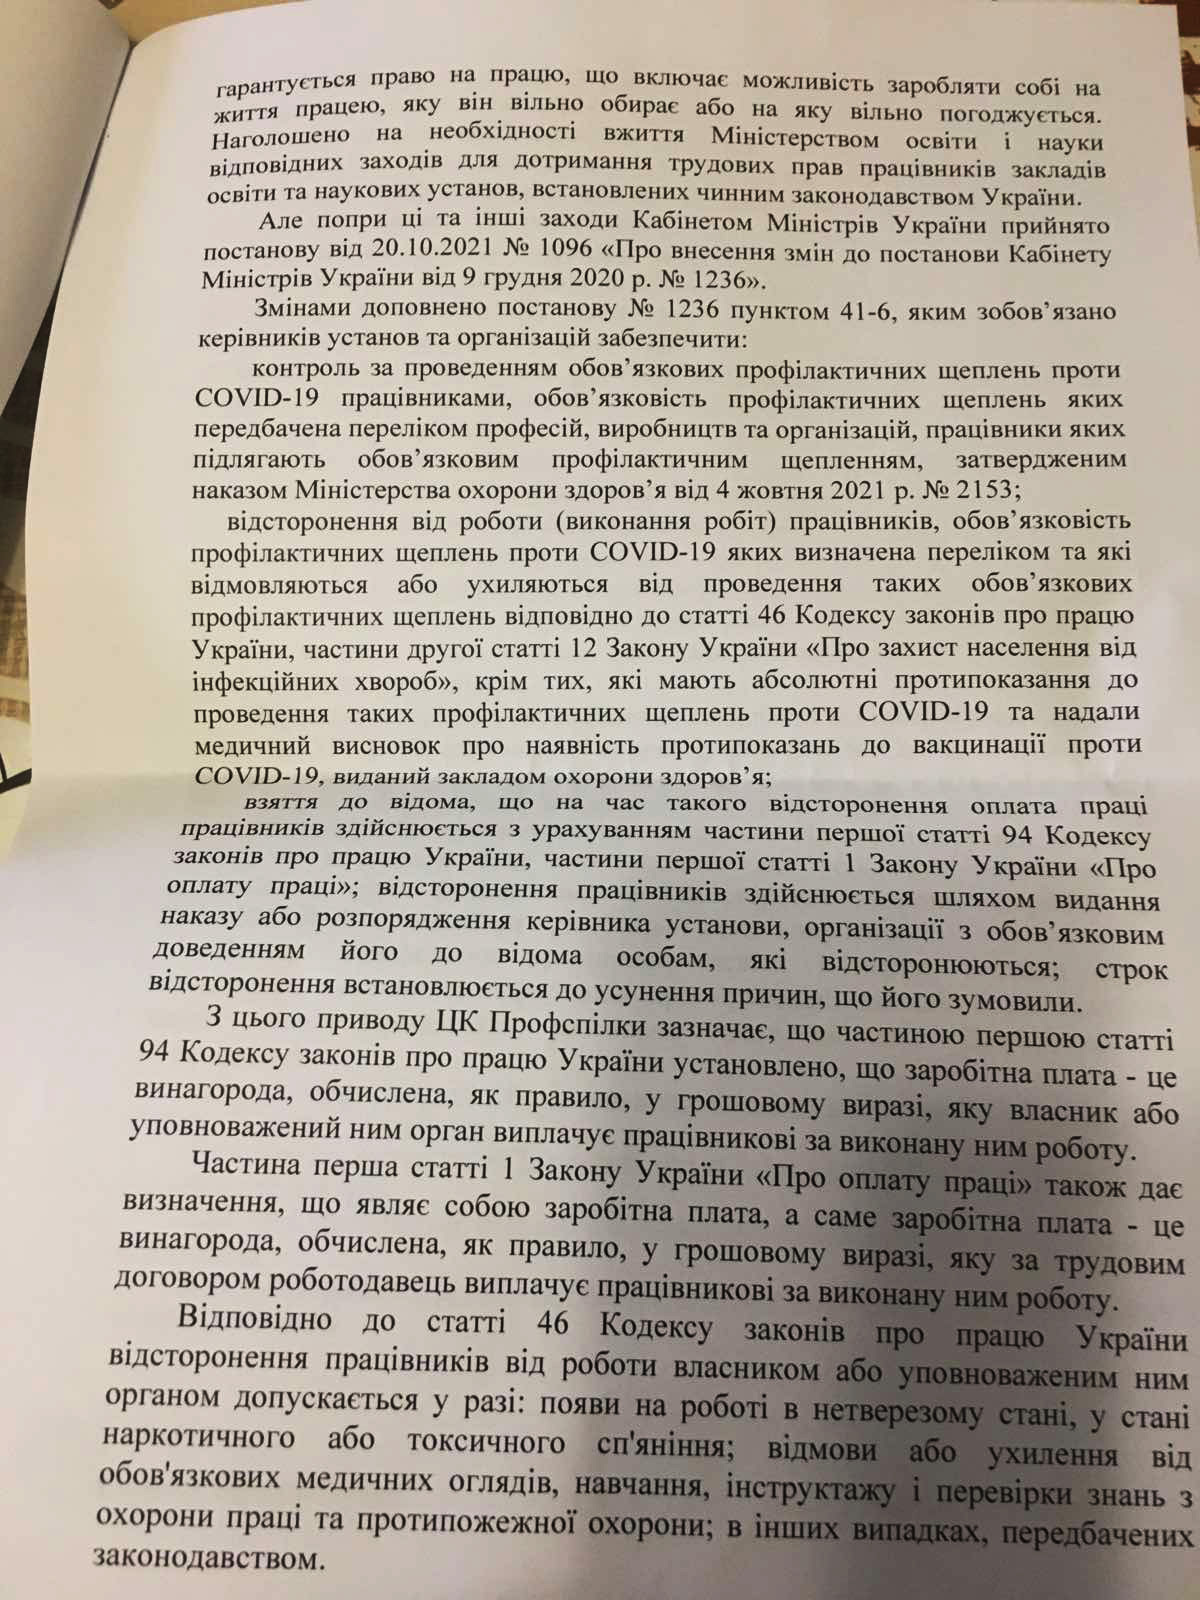 гарантується право на працю, що включає можливість заробляти собі на
життя працею, яку він вільно обирає або на яку вільно погоджується.
Наголошено на необхідності вжиття Міністерством освіти і науки
відповідних заходів для дотримання трудових прав працівників закладів
освіти та наукових установ, встановлених чинним законодавством України.
Але попри ці та інші заходи Кабінетом Міністрів України прийнято
постанову від 20.10.2021 № 1096 «Про внесення змін до постанови Кабінету
Міністрів України від 9 грудня 2020 р. № 1236».
Змінами доповнено постанову № 1236 пунктом 41-6, яким зобов’язано
керівників установ та організацій забезпечити:
контроль за проведенням обов’язкових профілактичних щеплень проти
COVID-19 працівниками, обов’язковість профілактичних щеплень яких
передбачена переліком професій, виробництв та організацій, працівники яких
підлягають обов’язковим профілактичним щепленням, затвердженим
наказом Міністерства охорони здоров’я від 4 жовтня 2021 р. № 2153;
відсторонення від роботи (виконання робіт) працівників, обов’язковість
профілактичних щеплень проти COVID-19 яких визначена переліком та які
відмовляються або ухиляються від проведення таких обов’язкових
профілактичних щеплень відповідно до статті 46 Кодексу законів про працю
України, частини другої статті 12 Закону України «Про захист населення від
інфекційних хвороб», крім тих, які мають абсолютні протипоказання до
проведення таких профілактичних щеплень проти COVID-19 та надали
медичний висновок про наявність протипоказань до вакцинації проти
COVID-19, виданий закладом охорони здоров’я;
взяття до відома, що на час такого відсторонення оплата праці
працівників здійснюється з урахуванням частини першої статті 94 Кодексу
законів про працю України, частини першої статті 1 Закону України «Про
оплату праці»; відсторонення працівників здійснюється шляхом видання
наказу або розпорядження керівника установи, організації з обов’язковим
доведенням його до відома особам, які відсторонюються; строк
відсторонення встановлюється до усунення причин, що його зумовили.
З цього приводу ЦК Профспілки зазначає, що частиною першою статті
94 Кодексу законів про працю України установлено, що заробітна плата - це
винагорода, обчислена, як правило, у грошовому виразі, яку власник або
уповноважений ним орган виплачує працівникові за виконану ним роботу.
Частина перша статті 1 Закону України «Про оплату праці» також дає
визначення, що являє собою заробітна плата, а саме заробітна плата - це
винагорода, обчислена, як правило, у грошовому виразі, яку за трудовим
договором роботодавець виплачує працівникові за виконану ним роботу.
Відповідно до статті 46 Кодексу законів про працю України
відсторонення працівників від роботи власником або уповноваженим ним
органом допускається у разі: появи на роботі в нетверезому стані, у стані
наркотичного або токсичного сп'яніння; відмови або ухилення від
обов'язкових медичних оглядів, навчання, інструктажу і перевірки знань з
охорони праці та протипожежної охорони; в інших випадках, передбачених
законодавством.